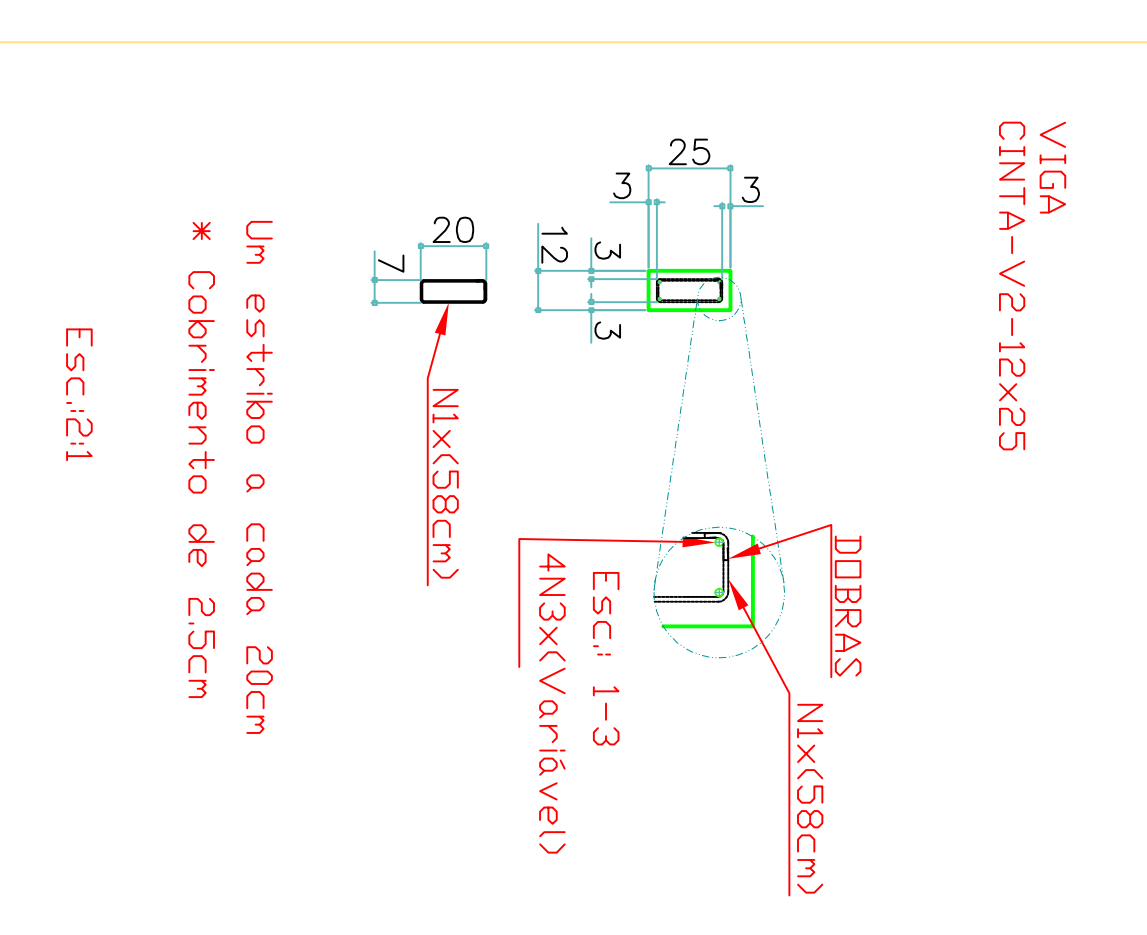 VIGA
CINTA-V2-12x25
25
3
3
12
3
3
20
7
N1x(58cm)
DOBRAS
N1x(58cm)
Esc.: 1-3
4N3x(Variável)
Um estribo a cada 20cm
* Cobrimento de 2.5cm
Esc.:2:1